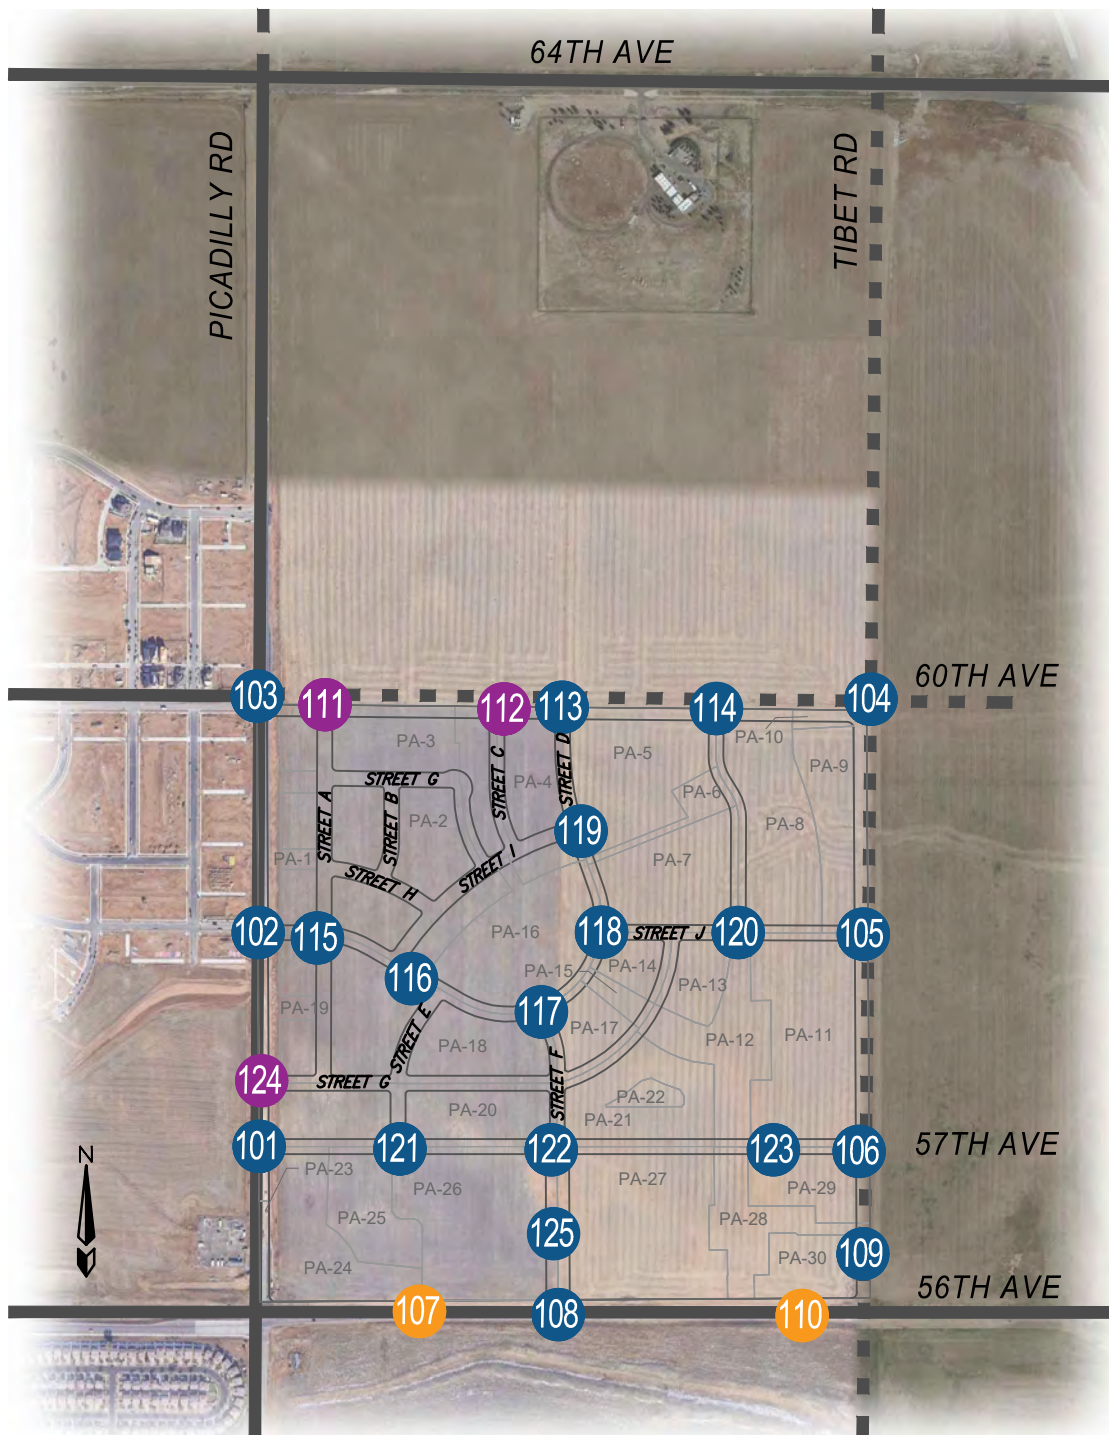 64TH AVE
PICADILLY RD
TIBET RD
60TH AVE
103
111
112
113
114
104
PA-3
STREET C
STREET D
PA-5
PA-10
PA-9
STREET G
PA-4
PA-6
STREET A
STREET B
PA-2
119
PA-8
PA-1
STREET H
STREET I
PA-7
102
115
PA-16
118
STREET J
120
105
116
PA-15
PA-14
PA-13
PA-19
117
PA-17
STREET E
PA-18
PA-12
PA-11
124
STREET G
STREET F
PA-22
PA-20
PA-21
101
121
122
123
106
57TH AVE
N
PA-23
PA-26
PA-27
PA-29
PA-25
PA-28
125
PA-24
PA-30
109
56TH AVE
107
108
110